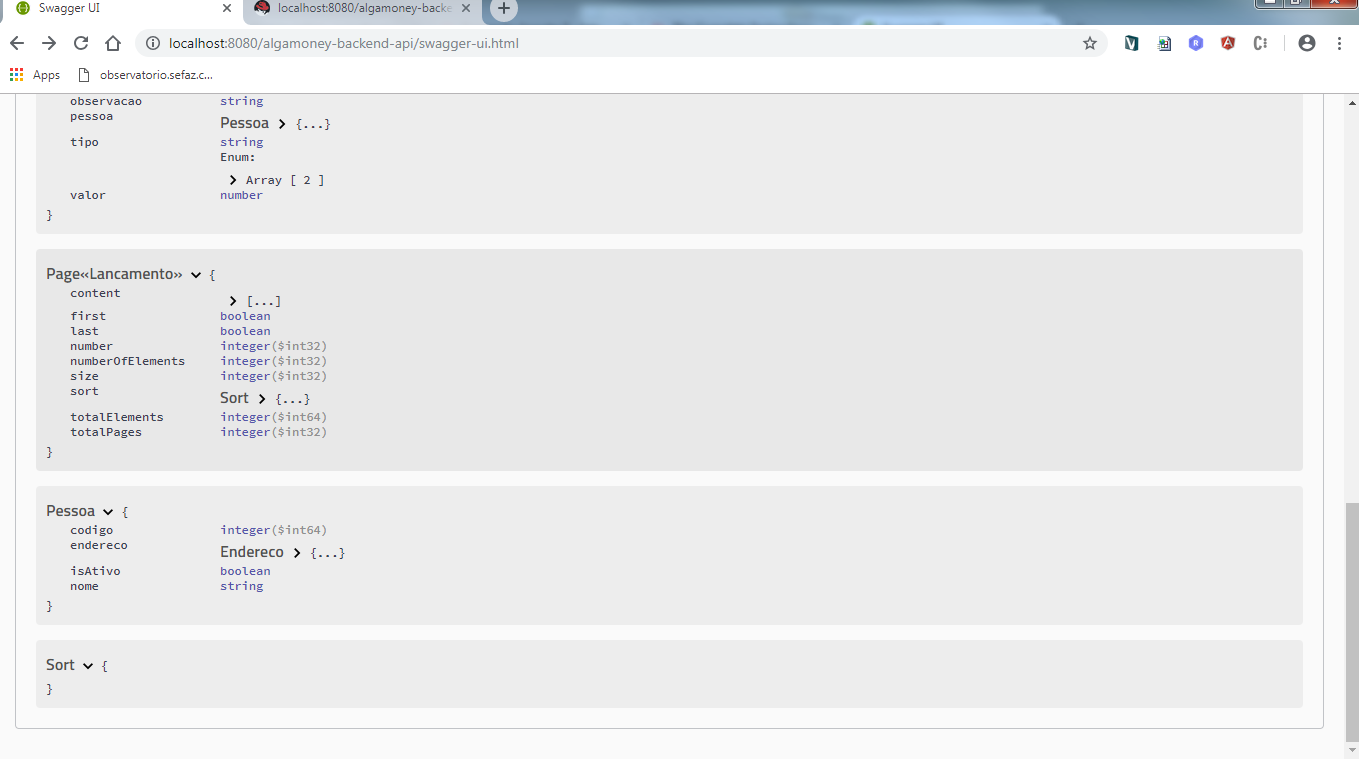 Swagger UI
localhost:8080/algamoney-backe
localhost:8080/algamoney-backend-api/swagger-ui.html
Apps observatorio.sefaz.c...
observacao string
pessoa Pessoa {...}
tipo string
Enum:
Array [ 2 ]
valor number
}
Page«Lancamento» {
content [...]
first boolean
last boolean
number integer($int32)
numberOfElements integer($int32)
size integer($int32)
sort Sort {...}
totalElements integer($int64)
totalPages integer($int32)
}
Pessoa {
codigo integer($int64)
endereco Endereco {...}
isAtivo boolean
nome string
}
Sort {
}